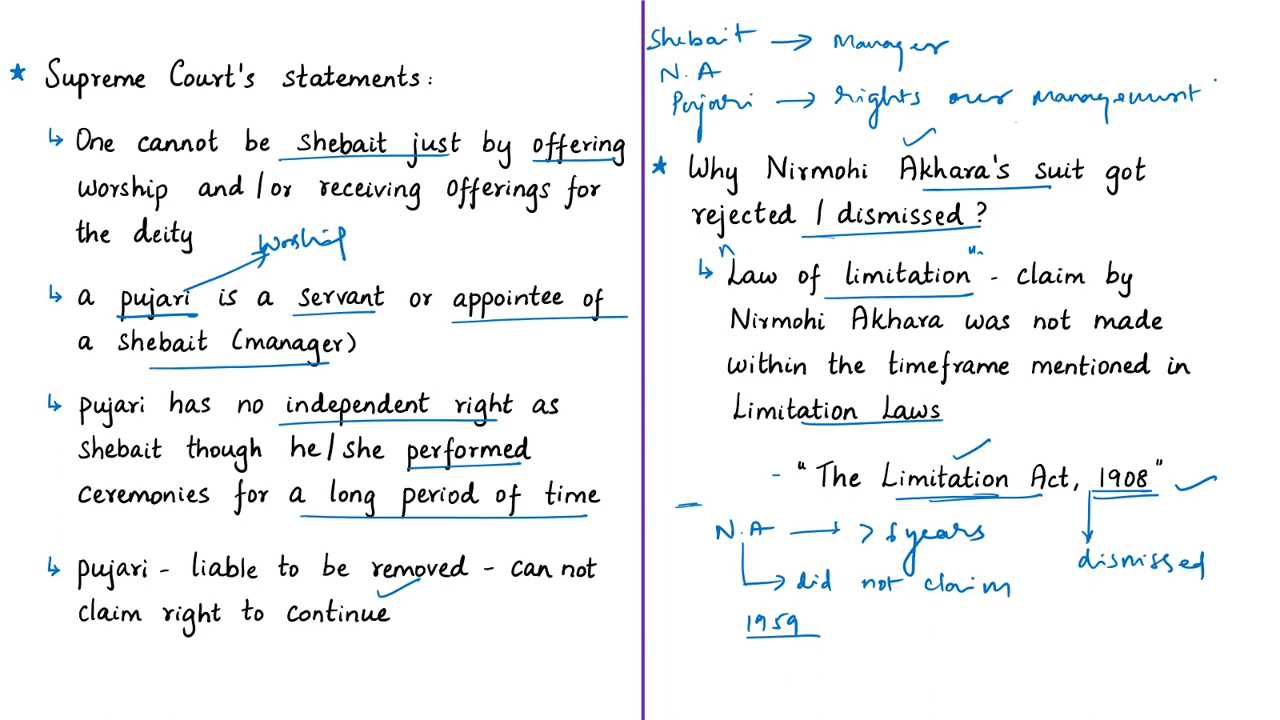 ★ Supreme Court's statements:
↳ One cannot be Shebait just by offering
worship and/or receiving offerings for
the deity
worship
↳ a pujari is a servant or appointee of
a Shebait (manager)
↳ pujari has no independent right as
Shebait though he/she performed
ceremonies for a long period of time
↳ pujari - liable to be removed - can not
claim right to continue
Shebait → Manager
N.A
Pujari → rights over management
★ Why Nirmohi Akhara's suit got
rejected / dismissed?
↳ "Law of limitation" - claim by
Nirmohi Akhara was not made
within the timeframe mentioned in
Limitation Laws
- "The Limitation Act, 1908"
N.A → > 6 years
dismissed
↳ did not claim
1959